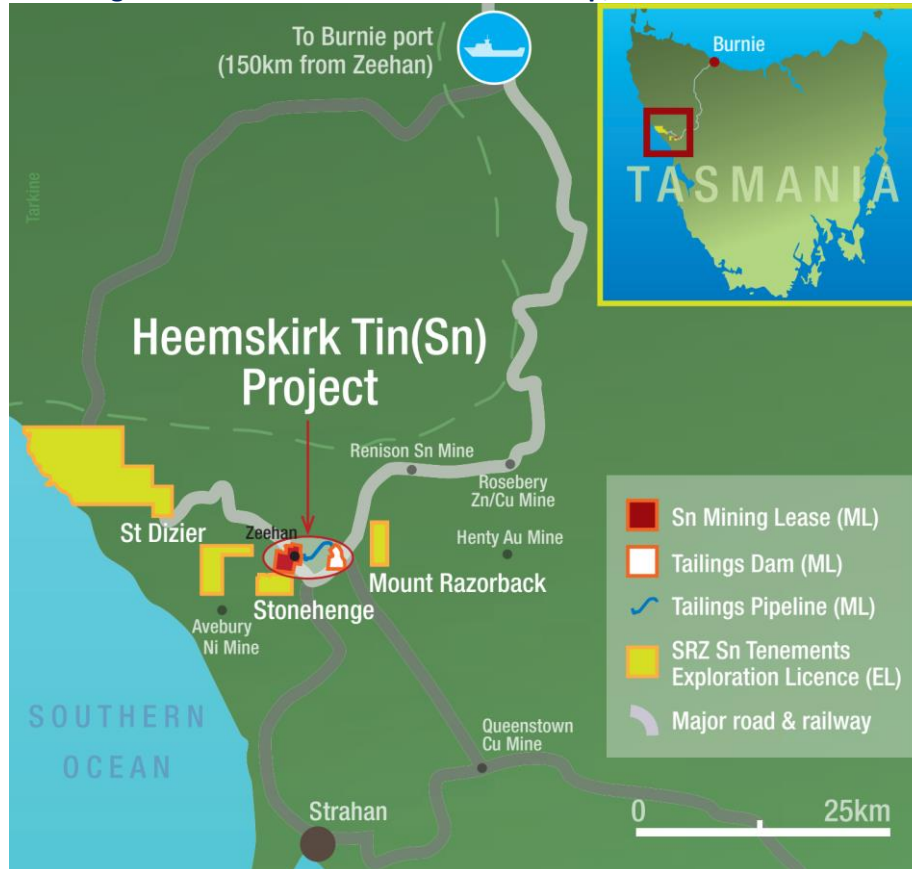 To Burnie port
(150km from Zeehan)
Burnie
TASMANIA
Tarkine
Heemskirk Tin(Sn)
Project
Renison Sn Mine
Rosebery
Zn/Cu Mine
St Dizier
Zeehan
Henty Au Mine
Mount Razorback
Stonehenge
Avebury
Ni Mine
Sn Mining Lease (ML)
Tailings Dam (ML)
Tailings Pipeline (ML)
SRZ Sn Tenements
Exploration Licence (EL)
Major road & railway
SOUTHERN
OCEAN
Queenstown
Cu Mine
Strahan
0 25km